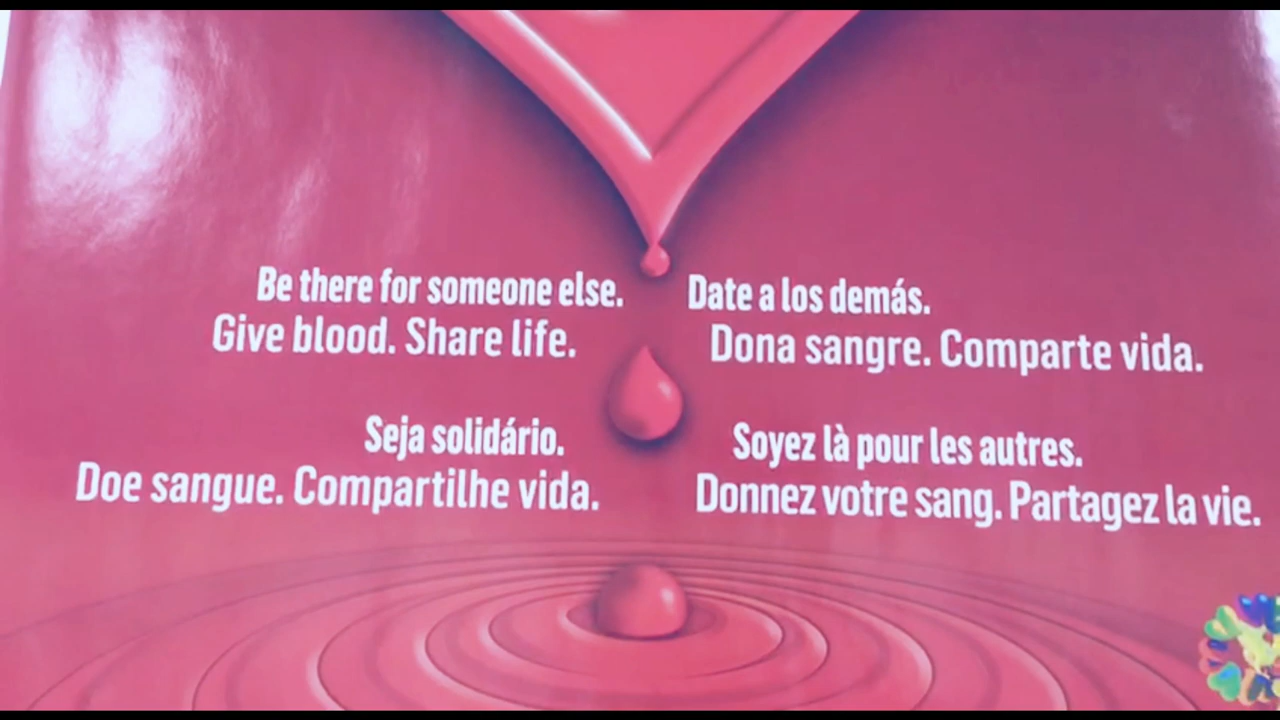 Be there for someone else.
Give blood. Share life.
Date a los demás.
Dona sangre. Comparte vida.
Seja solidário.
Doe sangue. Compartilhe vida.
Soyez là pour les autres.
Donnez votre sang. Partagez la vie.